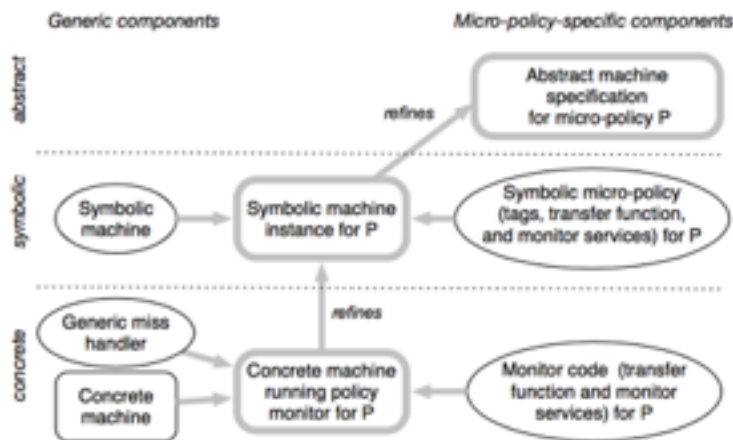 Generic components
Micro-policy-specific components
abstract
Abstract machine
specification
for micro-policy P
refines
symbolic
Symbolic
machine
Symbolic machine
instance for P
Symbolic micro-policy
(tags, transfer function,
and monitor services) for P
refines
concrete
Generic miss
handler
Concrete
machine
Concrete machine
running policy
monitor for P
Monitor code (transfer
function and monitor
services) for P